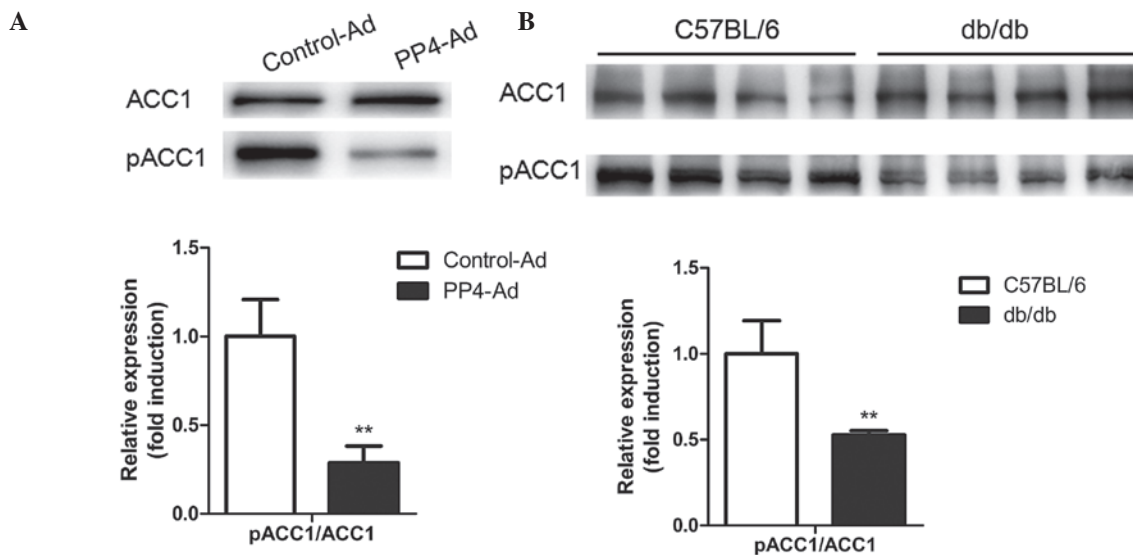 A
Control-Ad
PP4-Ad
ACC1
pACC1
1.5
1.0
0.5
0.0
Relative expression
(fold induction)
**
pACC1/ACC1
Control-Ad
PP4-Ad
B
C57BL/6
db/db
ACC1
pACC1
1.5
1.0
0.5
0.0
Relative expression
(fold induction)
**
pACC1/ACC1
C57BL/6
db/db